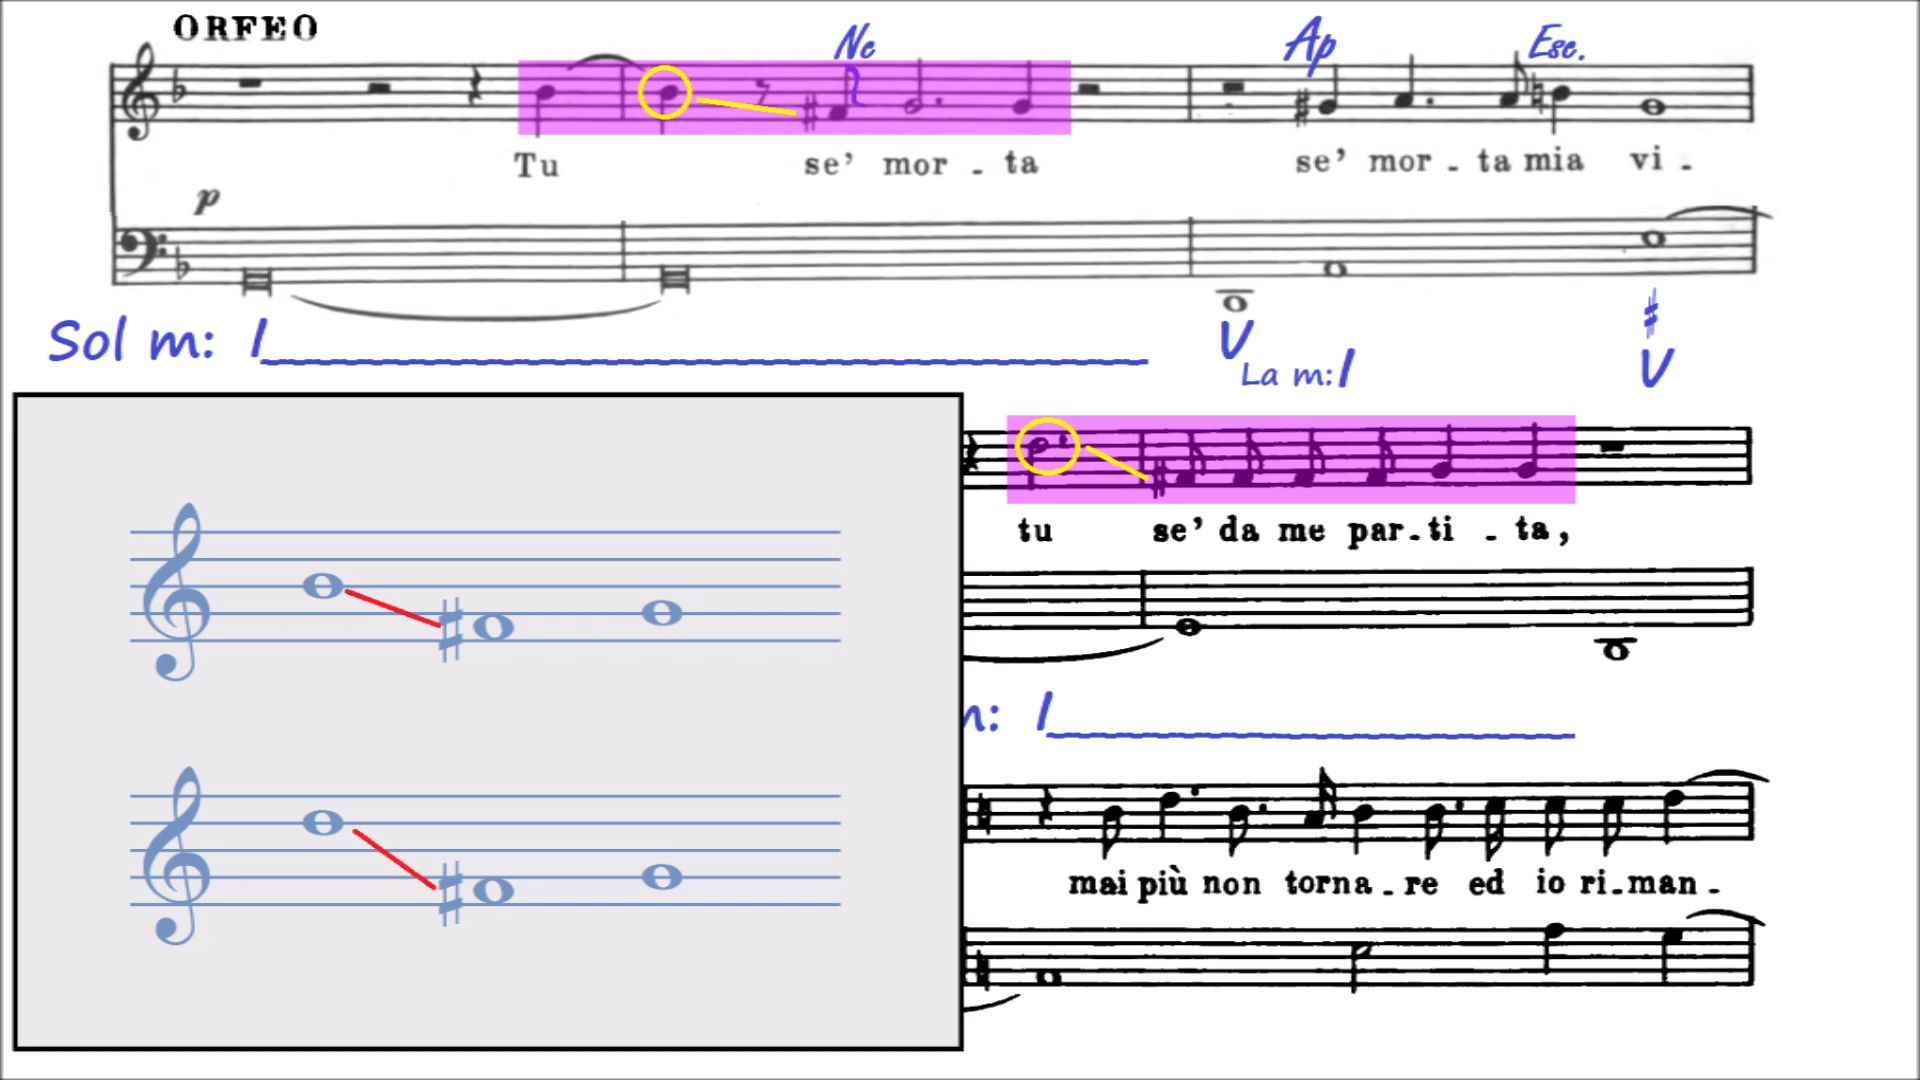 ORFEO
Nc Ap Esc.
Tu se' mor - ta se' mor - ta mia vi -
p
♯
Sol m: I V V
La m: I
tu se' da me par - ti - ta,
m: I
mai più non torna - re ed io ri - man -